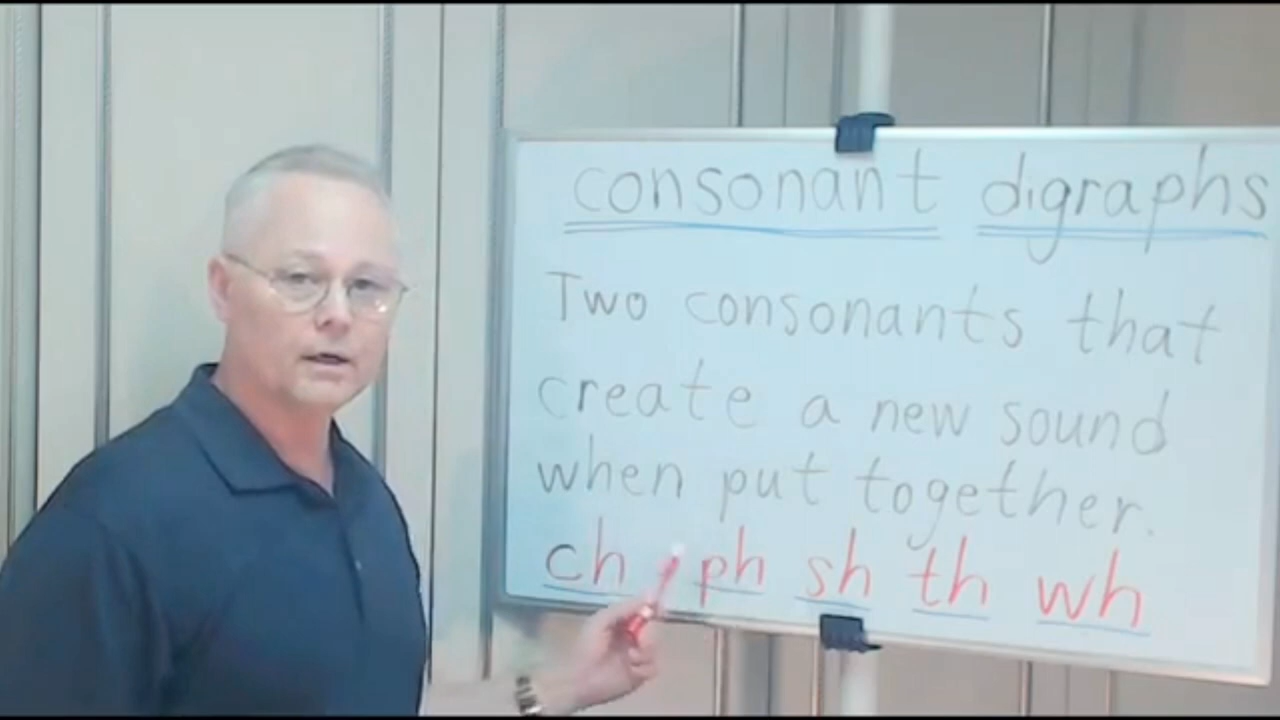 consonant digraphs
Two consonants that
create a new sound
when put together.
ch ph sh th wh